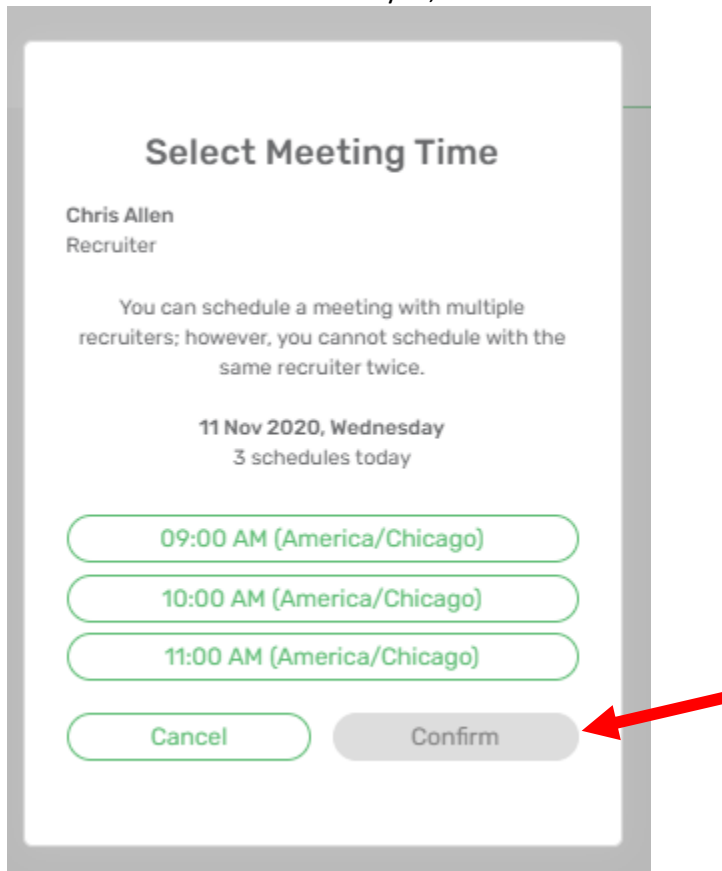 Select Meeting Time
Chris Allen
Recruiter
You can schedule a meeting with multiple
recruiters; however, you cannot schedule with the
same recruiter twice.
11 Nov 2020, Wednesday
3 schedules today
09:00 AM (America/Chicago)
10:00 AM (America/Chicago)
11:00 AM (America/Chicago)
Cancel
Confirm